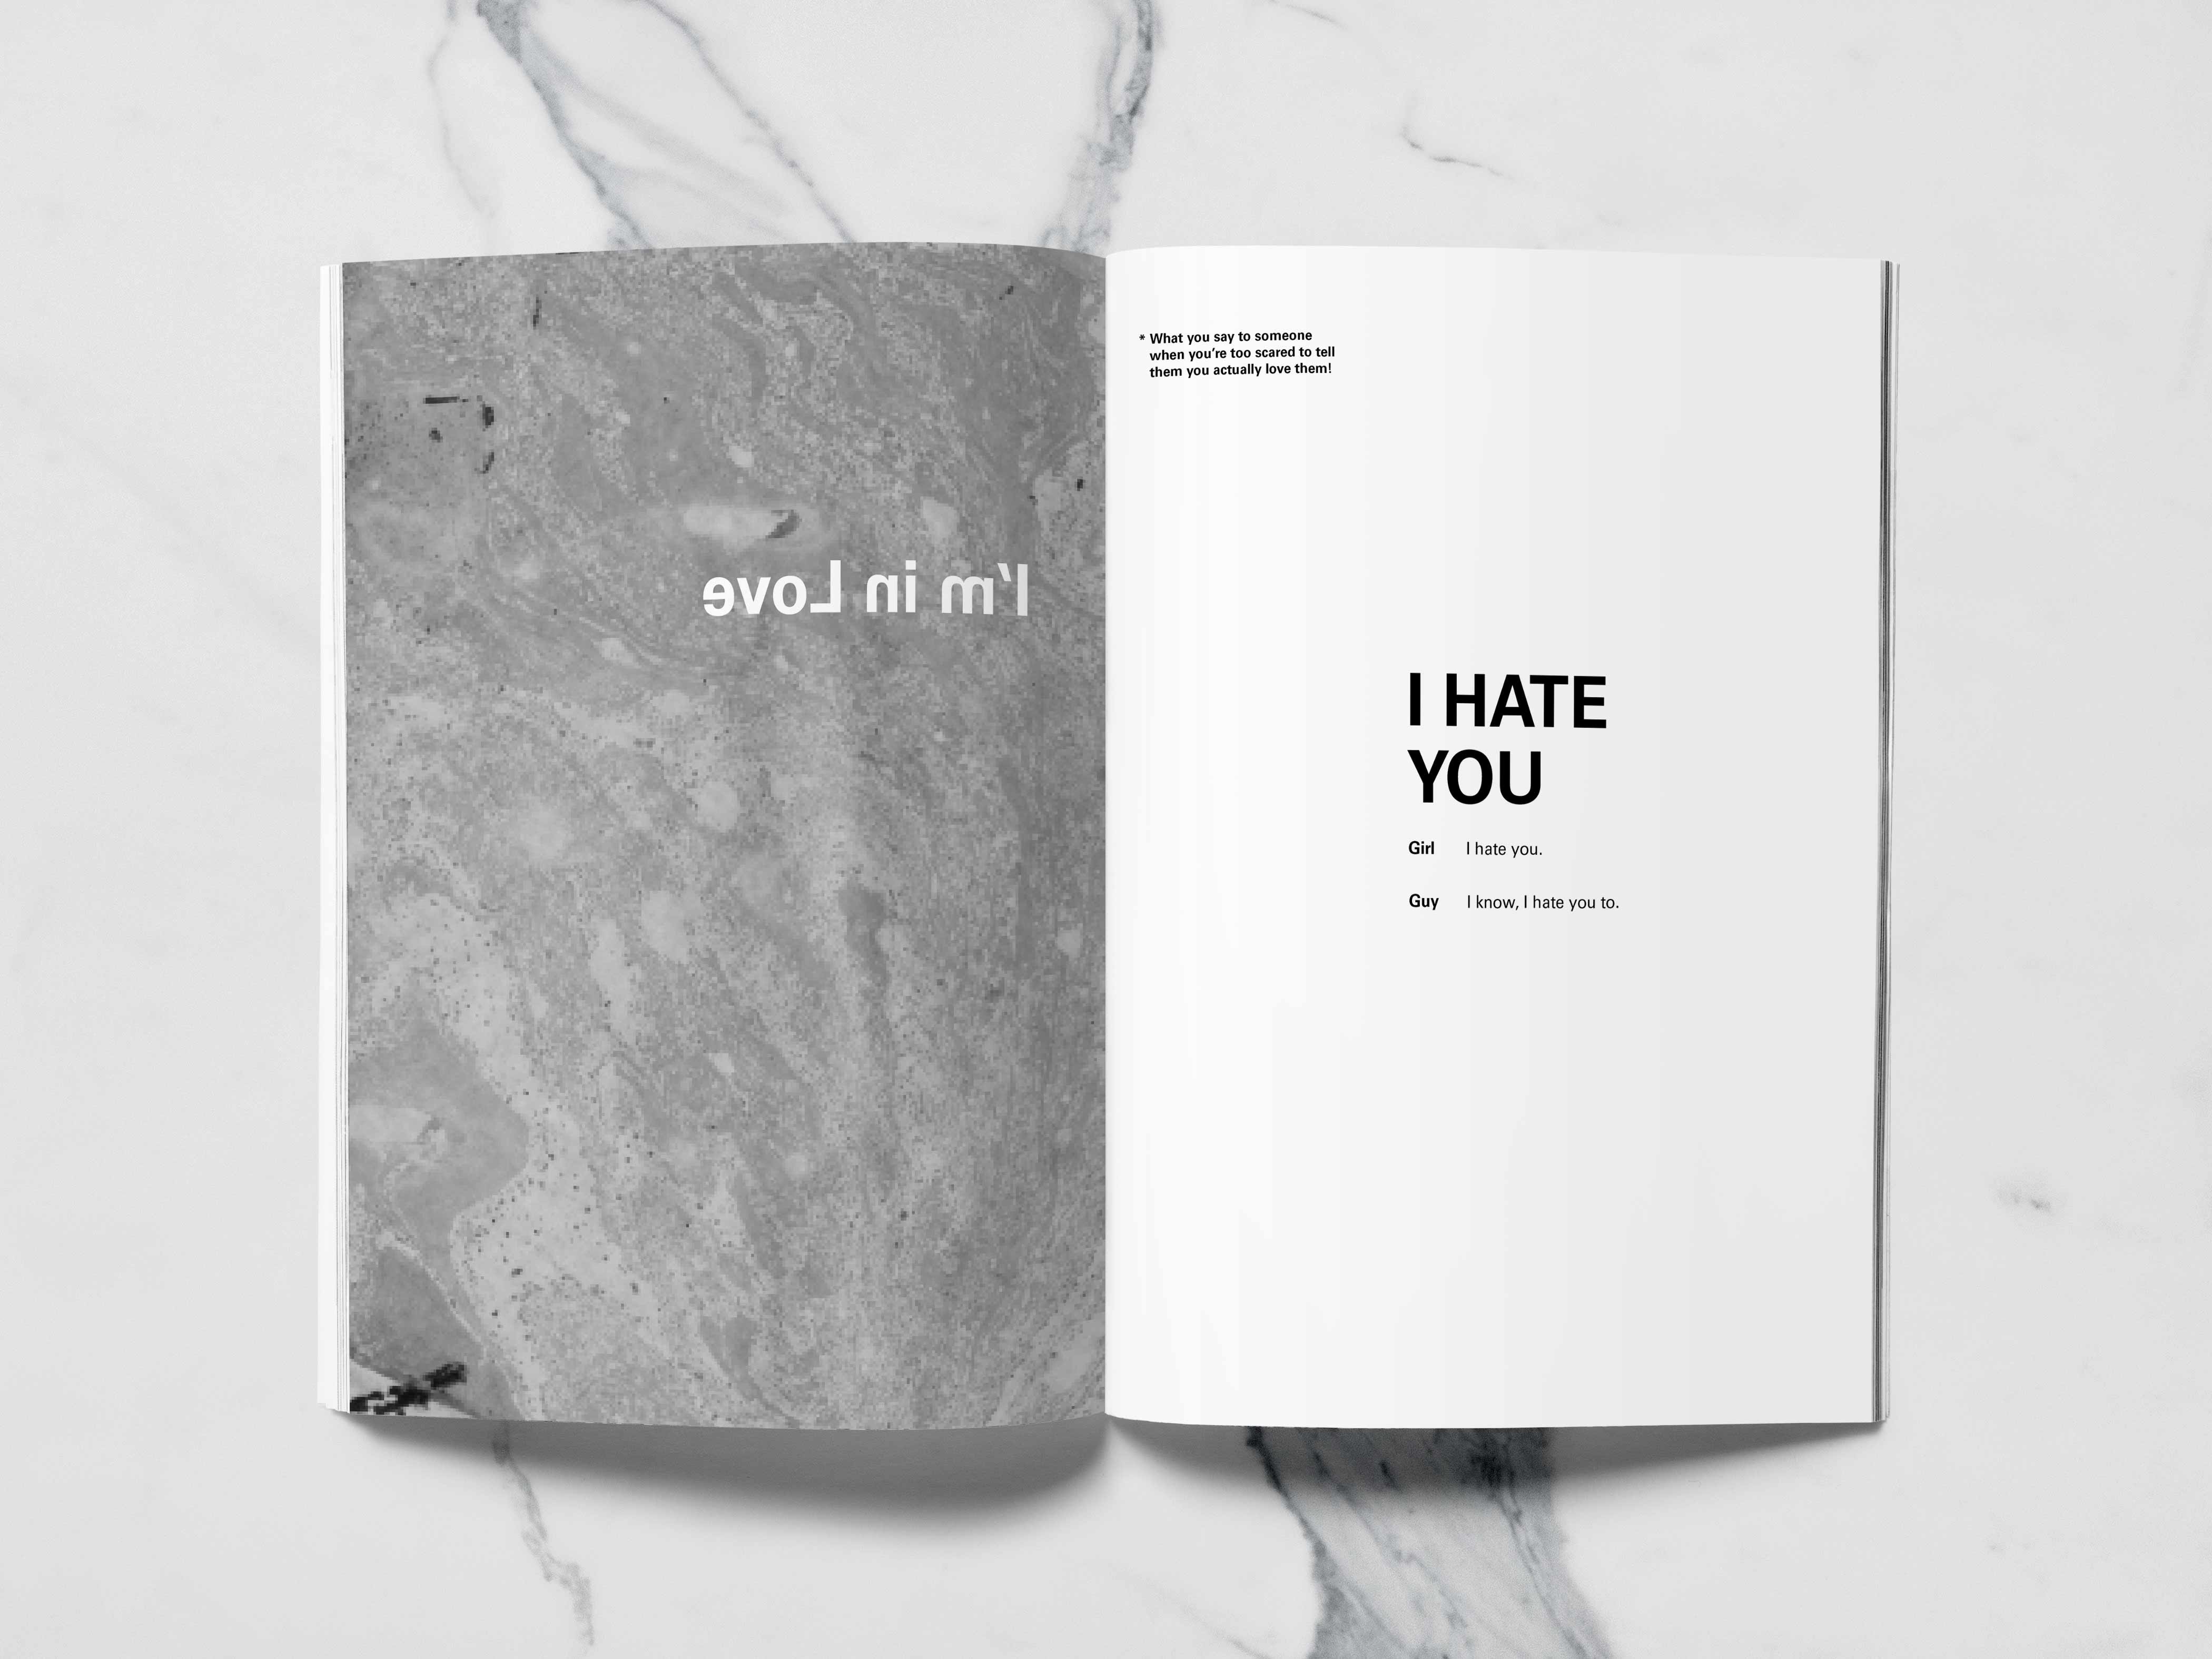 I'm in Love
* What you say to someone
when you're too scared to tell
them you actually love them!
I HATE
YOU
Girl I hate you.
Guy I know, I hate you to.